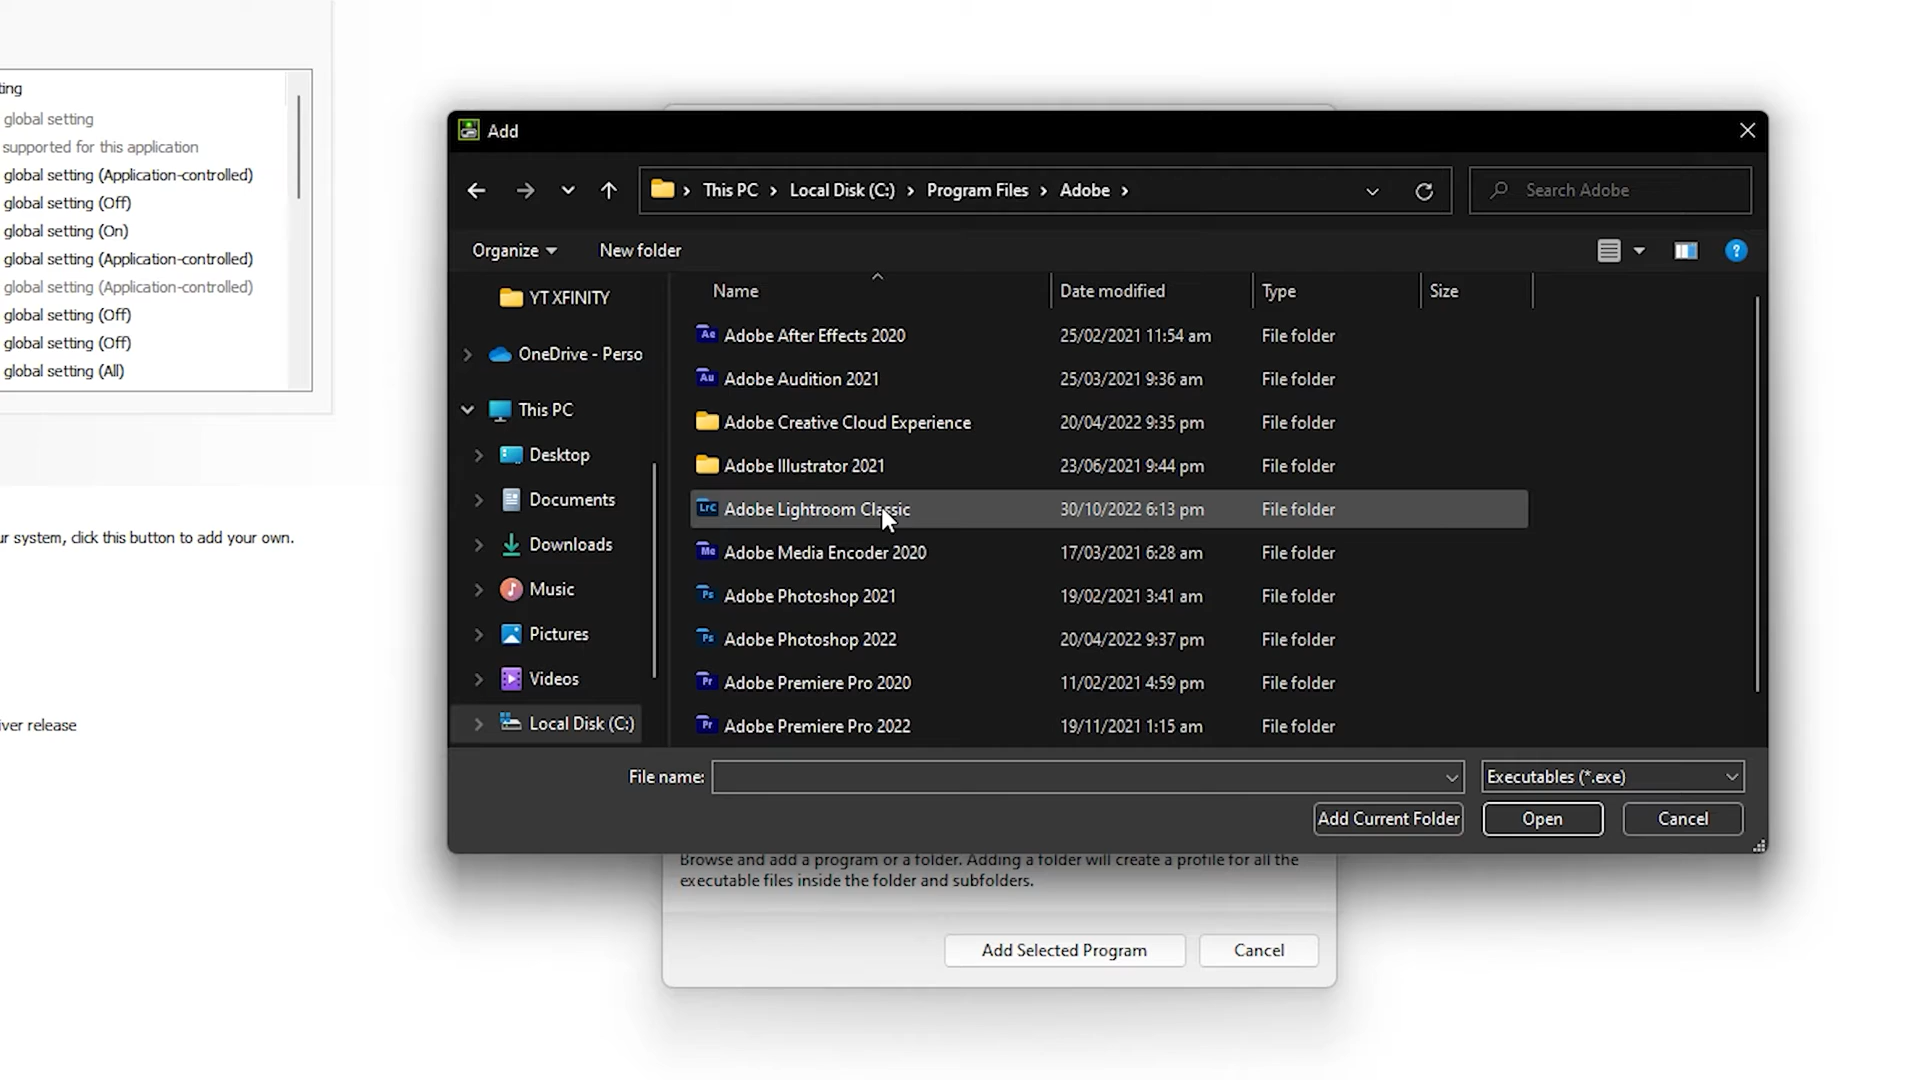 ting
global setting
supported for this application
global setting (Application-controlled)
global setting (Off)
global setting (On)
global setting (Application-controlled)
global setting (Application-controlled)
global setting (Off)
global setting (Off)
global setting (All)
ur system, click this button to add your own.
iver release
Add
This PC > Local Disk (C:) > Program Files > Adobe >
Search Adobe
Organize
New folder
YT XFINITY
OneDrive - Perso
This PC
Desktop
Documents
Downloads
Music
Pictures
Videos
Local Disk (C:)
Name Date modified Type Size
Ae Adobe After Effects 2020 25/02/2021 11:54 am File folder
Au Adobe Audition 2021 25/03/2021 9:36 am File folder
Adobe Creative Cloud Experience 20/04/2022 9:35 pm File folder
Adobe Illustrator 2021 23/06/2021 9:44 pm File folder
LrC Adobe Lightroom Classic 30/10/2022 6:13 pm File folder
Me Adobe Media Encoder 2020 17/03/2021 6:28 am File folder
Ps Adobe Photoshop 2021 19/02/2021 3:41 am File folder
Ps Adobe Photoshop 2022 20/04/2022 9:37 pm File folder
Pr Adobe Premiere Pro 2020 11/02/2021 4:59 pm File folder
Pr Adobe Premiere Pro 2022 19/11/2021 1:15 am File folder
File name:
Executables (*.exe)
Add Current Folder
Open
Cancel
Browse and add a program or a folder. Adding a folder will create a profile for all the
executable files inside the folder and subfolders.
Add Selected Program
Cancel